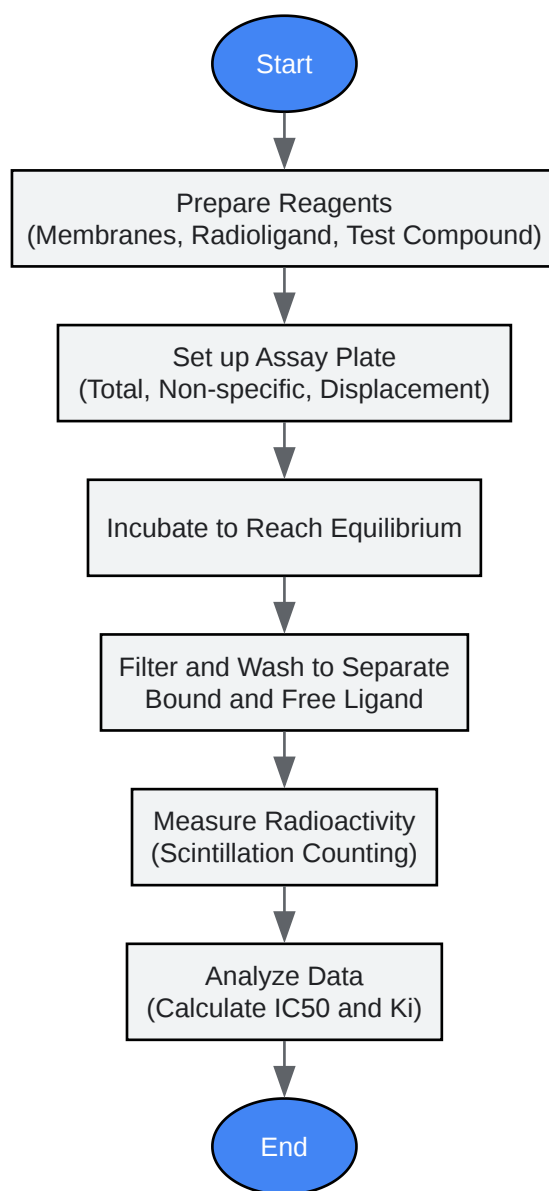 Start
Prepare Reagents
(Membranes, Radioligand, Test Compound)
Set up Assay Plate
(Total, Non-specific, Displacement)
Incubate to Reach Equilibrium
Filter and Wash to Separate
Bound and Free Ligand
Measure Radioactivity
(Scintillation Counting)
Analyze Data
(Calculate IC50 and Ki)
End